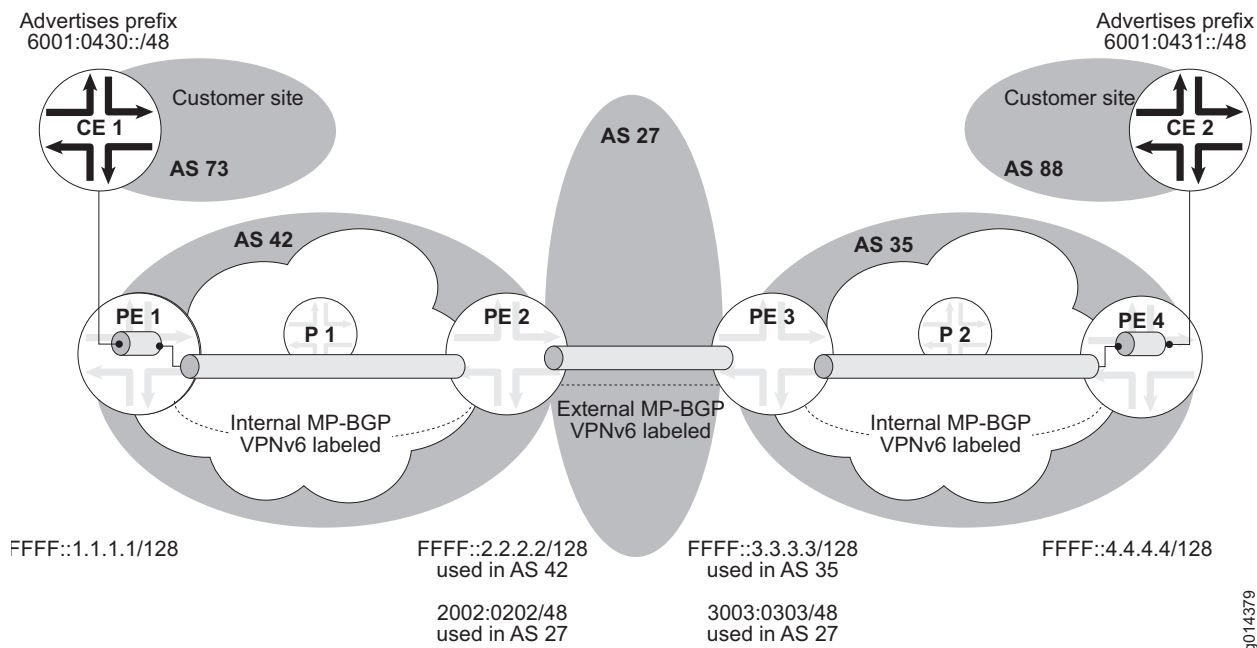 Advertises prefix
6001:0430::/48
Advertises prefix
6001:0431::/48
Customer site
CE 1
AS 73
AS 27
Customer site
CE 2
AS 88
AS 42
AS 35
PE 1
P 1
PE 2
PE 3
P 2
PE 4
Internal MP-BGP
VPNv6 labeled
External MP-BGP
VPNv6 labeled
Internal MP-BGP
VPNv6 labeled
FFFF::1.1.1.1/128
FFFF::2.2.2.2/128
used in AS 42
FFFF::3.3.3.3/128
used in AS 35
FFFF::4.4.4.4/128
2002:0202/48
used in AS 27
3003:0303/48
used in AS 27
g014379